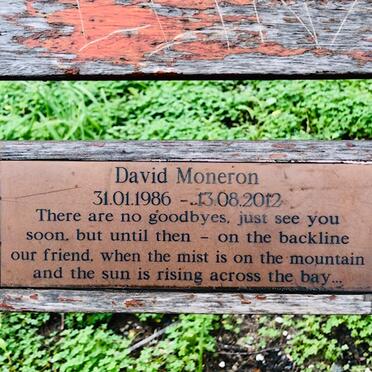 David Moneron
31.01.1986 - 13.08.2012
There are no goodbyes, just see you
soon, but until then – on the backline
our friend, when the mist is on the mountain
and the sun is rising across the bay...